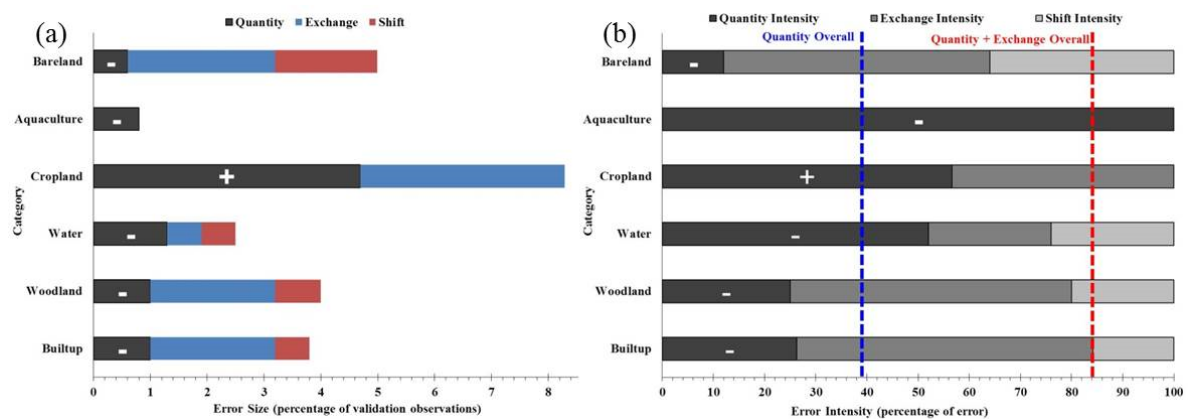 (a)
Quantity Exchange Shift
Bareland
-
Aquaculture
-
Cropland
+
Water
-
Woodland
-
Builtup
-
Category
0 1 2 3 4 5 6 7 8
Error Size (percentage of validation observations)
(b)
Quantity Intensity Exchange Intensity Shift Intensity
Quantity Overall Quantity + Exchange Overall
Bareland
-
Aquaculture
-
Cropland
+
Water
-
Woodland
-
Builtup
-
Category
0 10 20 30 40 50 60 70 80 90 100
Error Intensity (percentage of error)